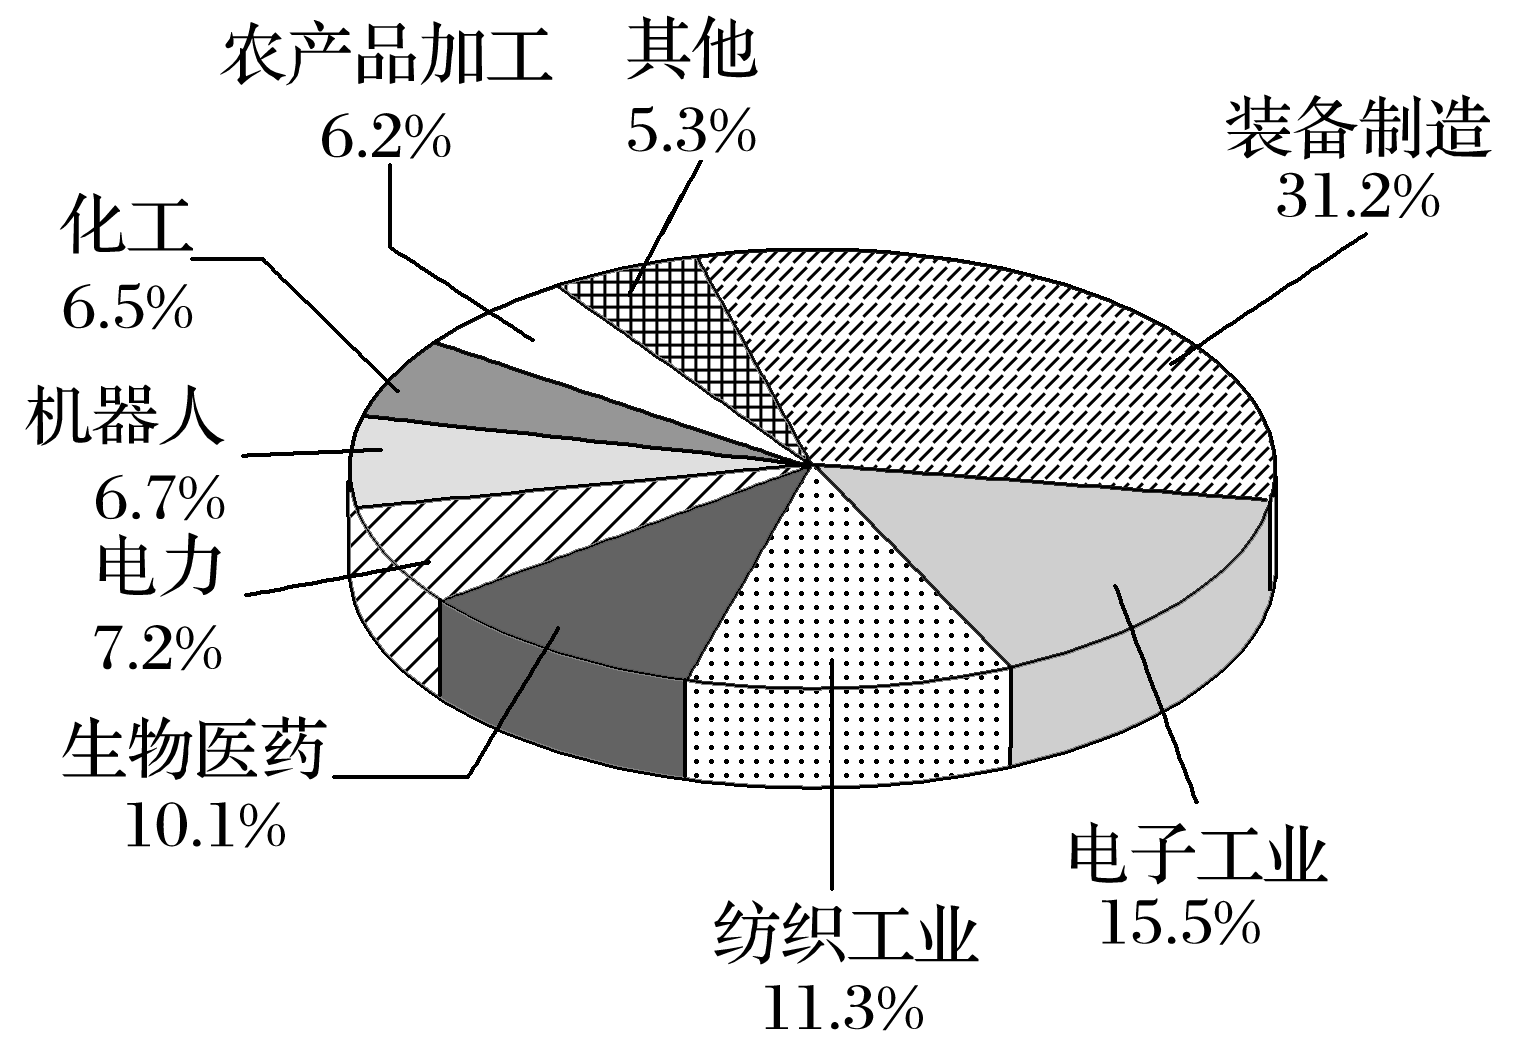 农产品加工
6.2%
其他
5.3%
装备制造
31.2%
化工
6.5%
机器人
6.7%
电力
7.2%
生物医药
10.1%
电子工业
15.5%
纺织工业
11.3%